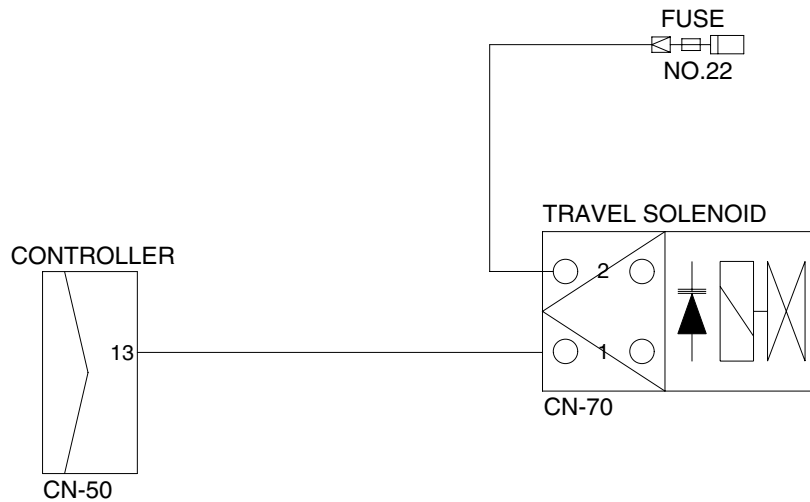 FUSE
NO.22
TRAVEL SOLENOID
CONTROLLER
2
13
1
CN-70
CN-50